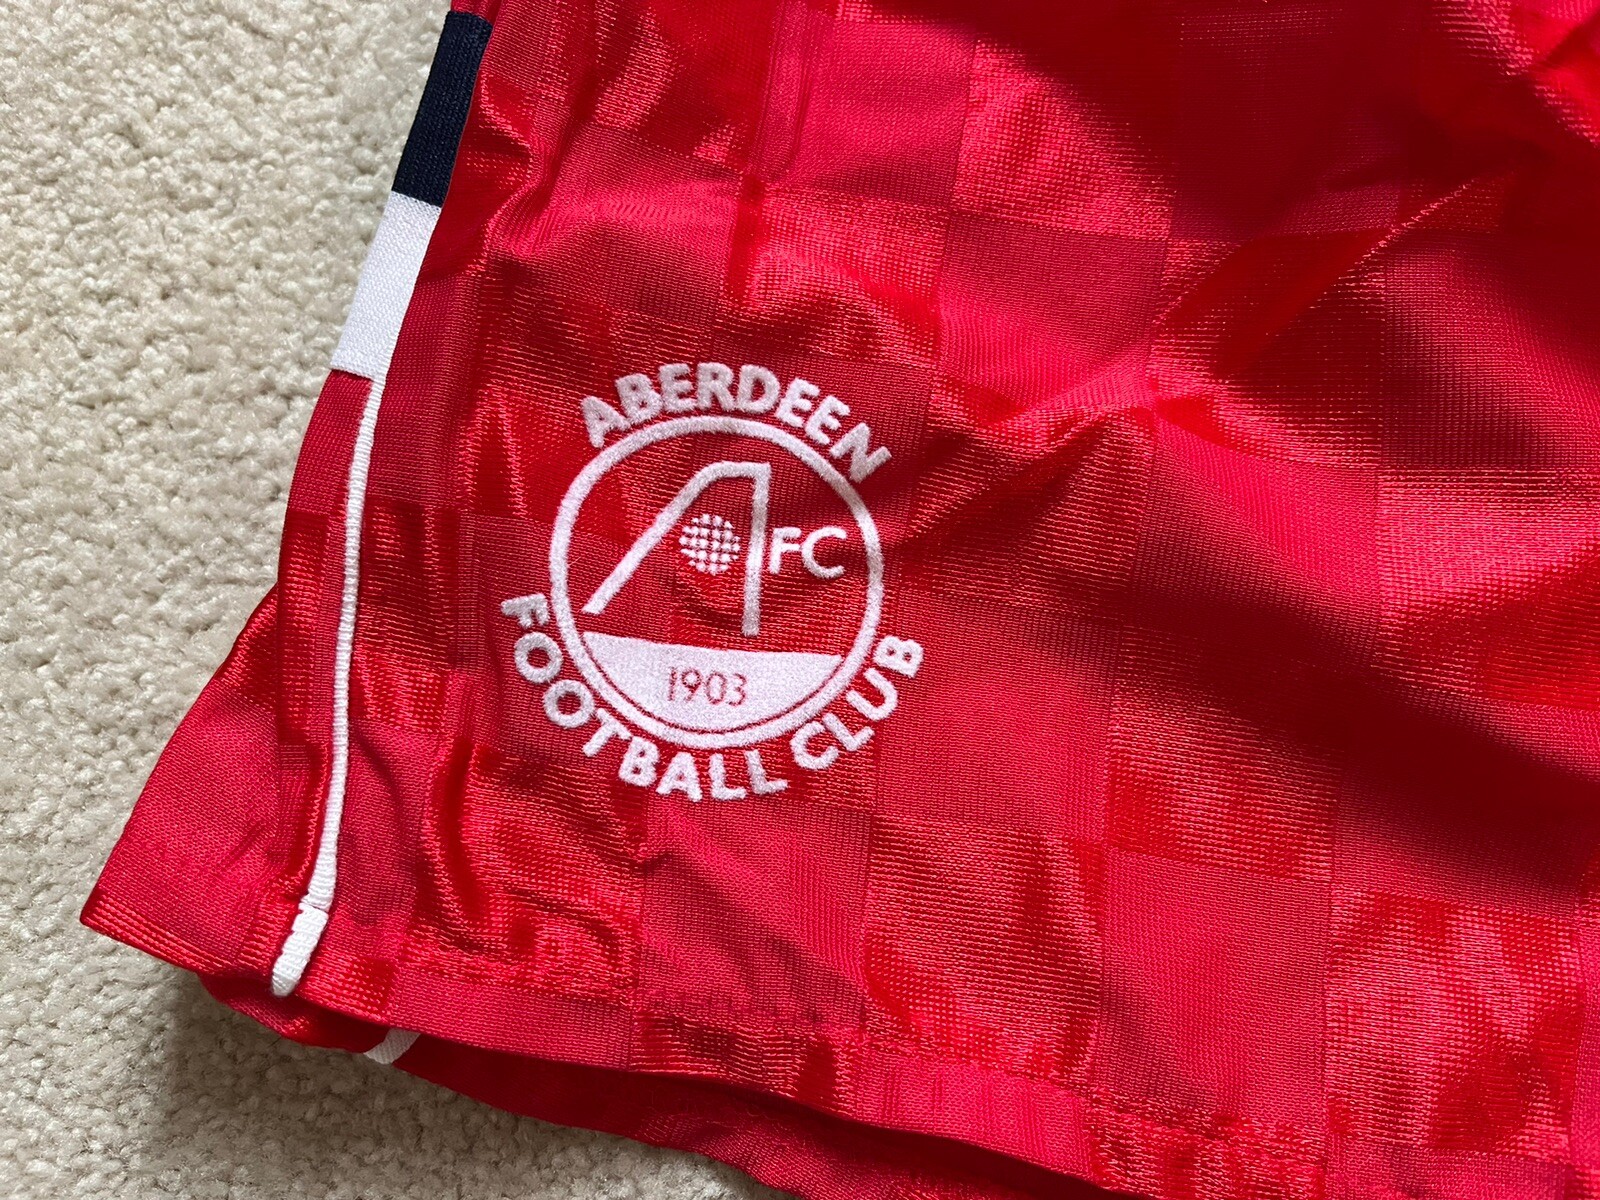 ABERDEEN
AFC
1903
FOOTBALL CLUB